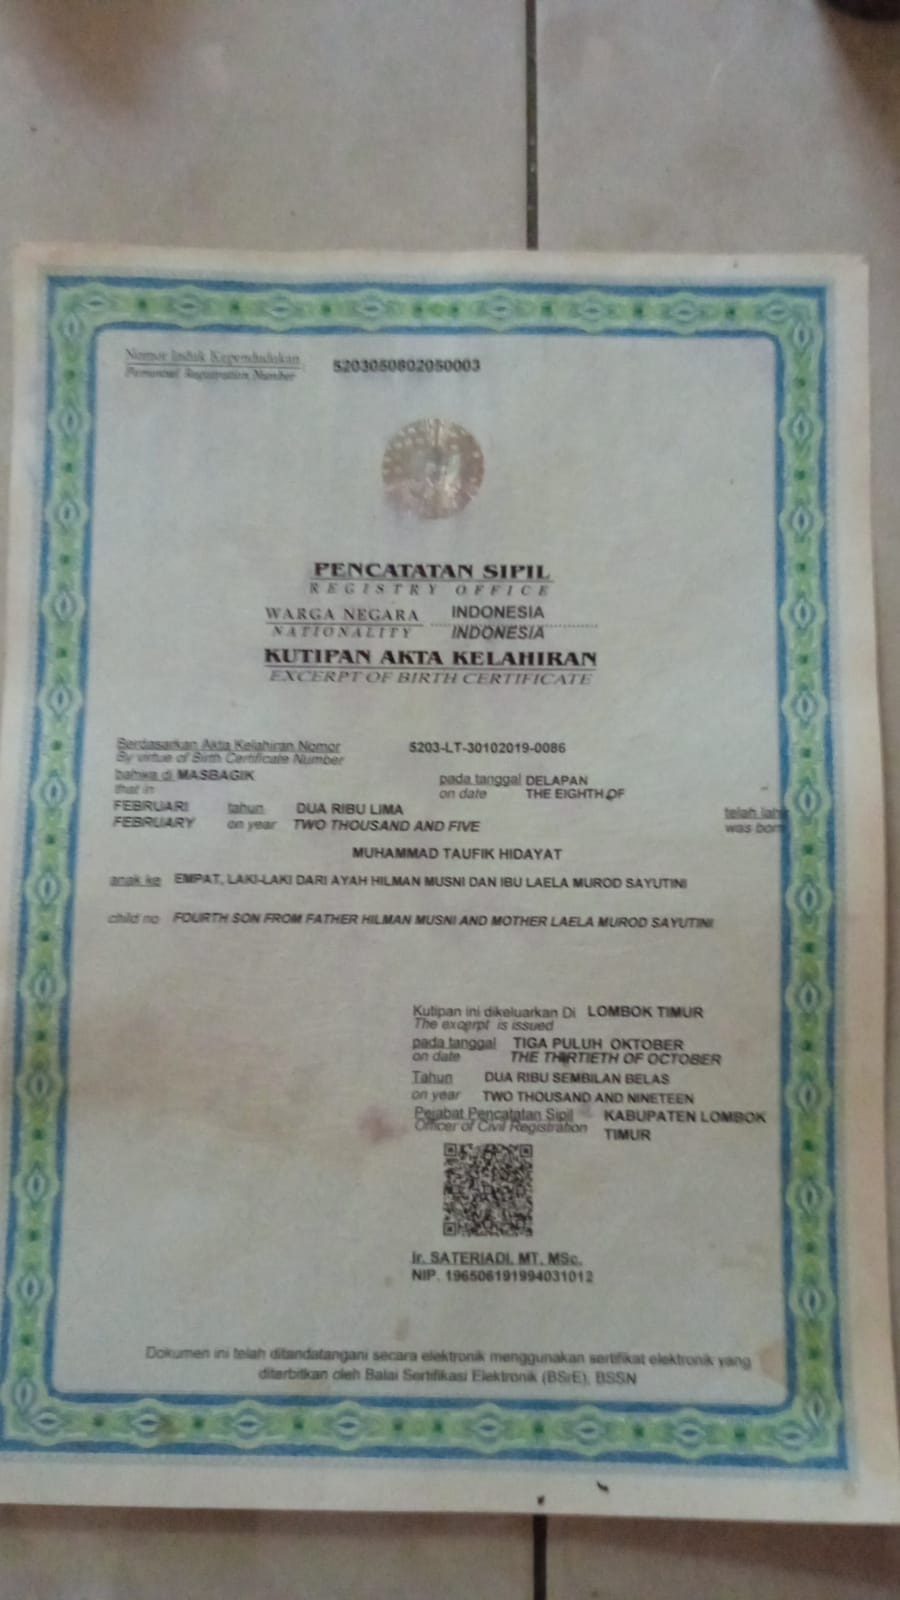 Nomor Induk Kependudukan
Personal Registration Number
5203050802050003
PENCATATAN SIPIL
REGISTRY OFFICE
WARGA NEGARA INDONESIA
NATIONALITY INDONESIA
KUTIPAN AKTA KELAHIRAN
EXCERPT OF BIRTH CERTIFICATE
Berdasarkan Akta Kelahiran Nomor 5203-LT-30102019-0086
By virtue of Birth Certificate Number
bahwa di MASBAGIK pada tanggal DELAPAN
that in on date THE EIGHTH OF
FEBRUARI tahun DUA RIBU LIMA telah lahir
FEBRUARY on year TWO THOUSAND AND FIVE was born
MUHAMMAD TAUFIK HIDAYAT
anak ke EMPAT, LAKI-LAKI DARI AYAH HILMAN MUSNI DAN IBU LAELA MUROD SAYUTINI
child no FOURTH SON FROM FATHER HILMAN MUSNI AND MOTHER LAELA MUROD SAYUTINI
Kutipan ini dikeluarkan Di LOMBOK TIMUR
The excerpt is issued
pada tanggal TIGA PULUH OKTOBER
on date THE THIRTIETH OF OCTOBER
Tahun DUA RIBU SEMBILAN BELAS
on year TWO THOUSAND AND NINETEEN
Pejabat Pencatatan Sipil KABUPATEN LOMBOK
Officer of Civil Registration TIMUR
Ir. SATERIADI, MT, MSc.
NIP. 196506191994031012
Dokumen ini telah ditandatangani secara elektronik menggunakan sertifikat elektronik yang
diterbitkan oleh Balai Sertifikasi Elektronik (BSrE), BSSN